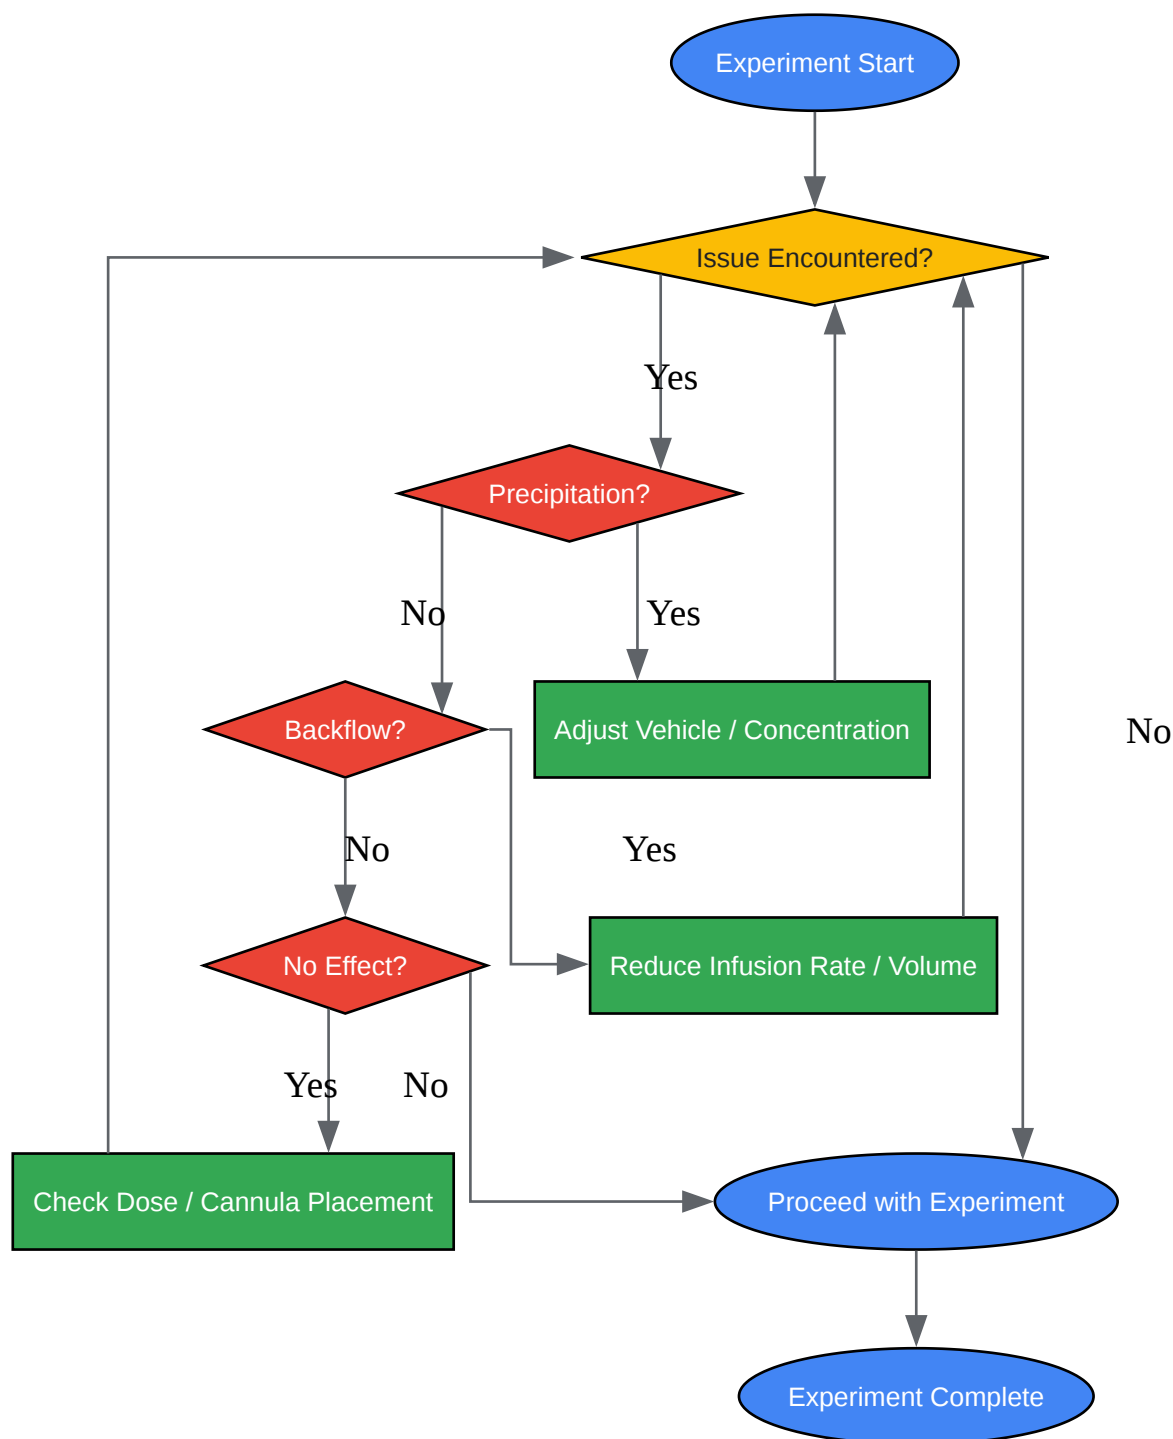 Experiment Start
Issue Encountered?
Yes
Precipitation?
No
Yes
Backflow?
Adjust Vehicle / Concentration
No
No
Yes
No Effect?
Reduce Infusion Rate / Volume
Yes
No
Check Dose / Cannula Placement
Proceed with Experiment
Experiment Complete